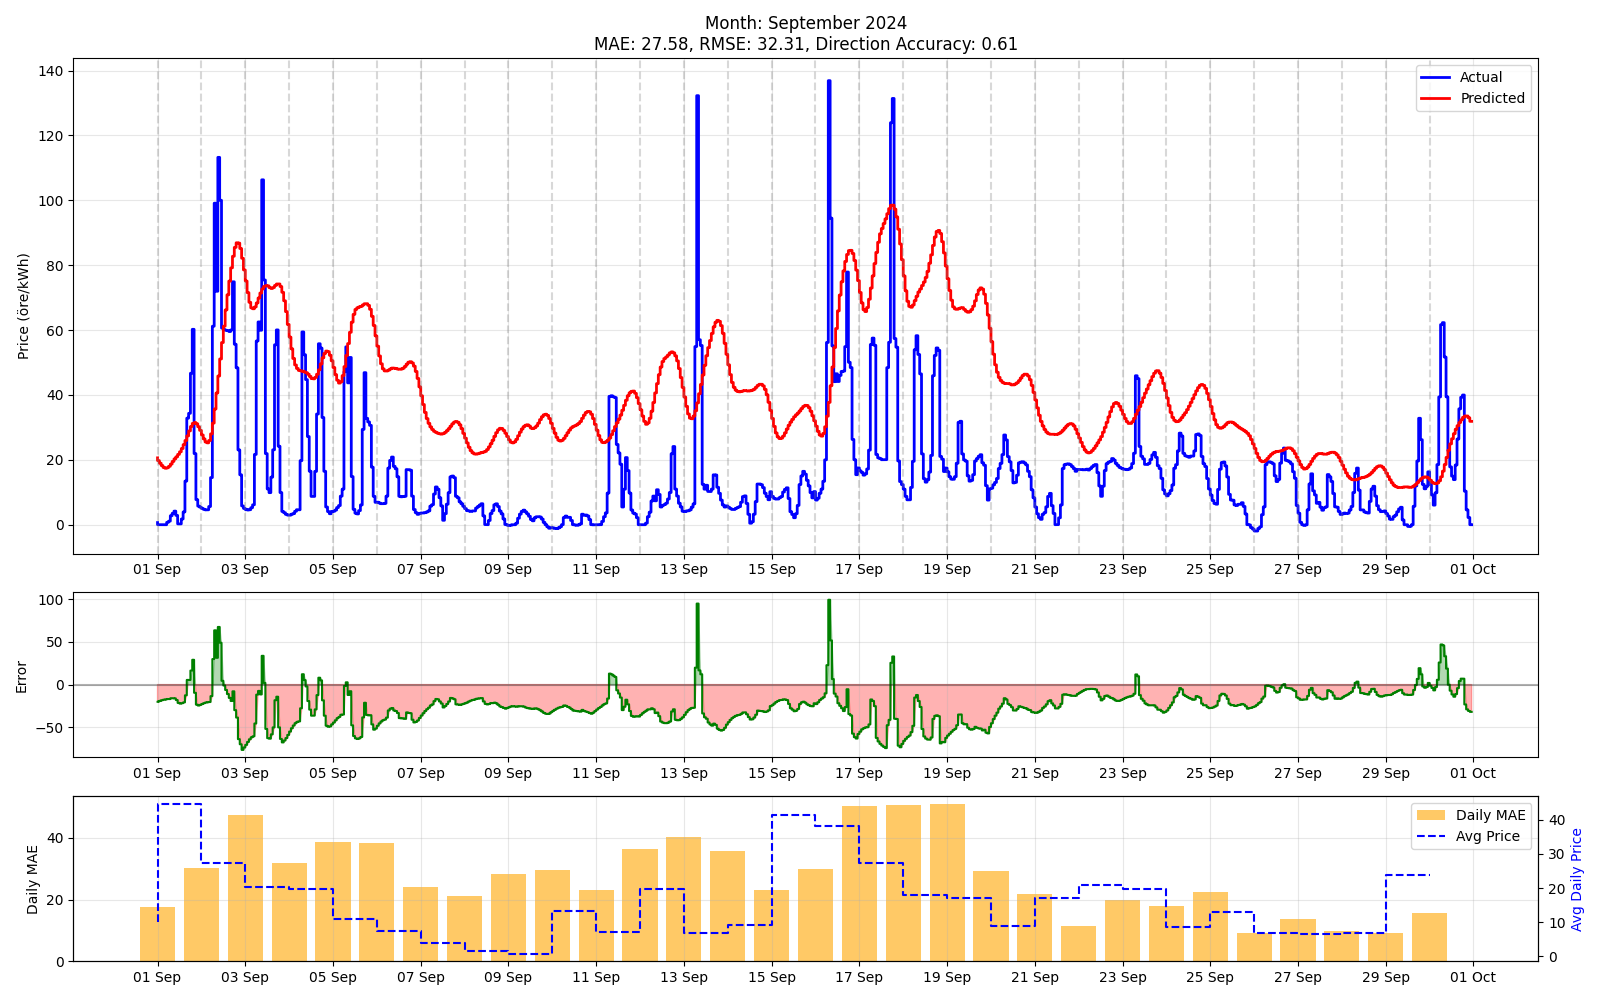 Month: September 2024
MAE: 27.58, RMSE: 32.31, Direction Accuracy: 0.61
Price (öre/kWh)
140
120
100
80
60
40
20
0
Actual
Predicted
01 Sep 03 Sep 05 Sep 07 Sep 09 Sep 11 Sep 13 Sep 15 Sep 17 Sep 19 Sep 21 Sep 23 Sep 25 Sep 27 Sep 29 Sep 01 Oct
Error
100
50
0
−50
01 Sep 03 Sep 05 Sep 07 Sep 09 Sep 11 Sep 13 Sep 15 Sep 17 Sep 19 Sep 21 Sep 23 Sep 25 Sep 27 Sep 29 Sep 01 Oct
Daily MAE
40
20
0
Daily MAE
Avg Price
40
30
20
10
0
Avg Daily Price
01 Sep 03 Sep 05 Sep 07 Sep 09 Sep 11 Sep 13 Sep 15 Sep 17 Sep 19 Sep 21 Sep 23 Sep 25 Sep 27 Sep 29 Sep 01 Oct